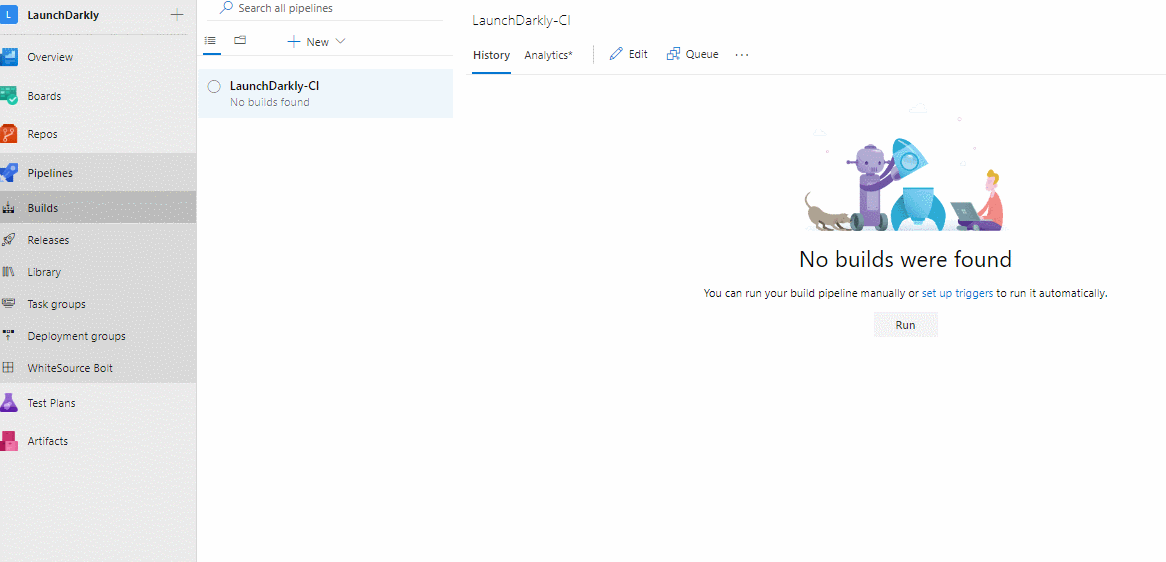 L LaunchDarkly
Overview
Boards
Repos
Pipelines
Builds
Releases
Library
Task groups
Deployment groups
WhiteSource Bolt
Test Plans
Artifacts
Search all pipelines
New
LaunchDarkly-CI
No builds found
LaunchDarkly-CI
History Analytics* Edit Queue ...
No builds were found
You can run your build pipeline manually or set up triggers to run it automatically.
Run